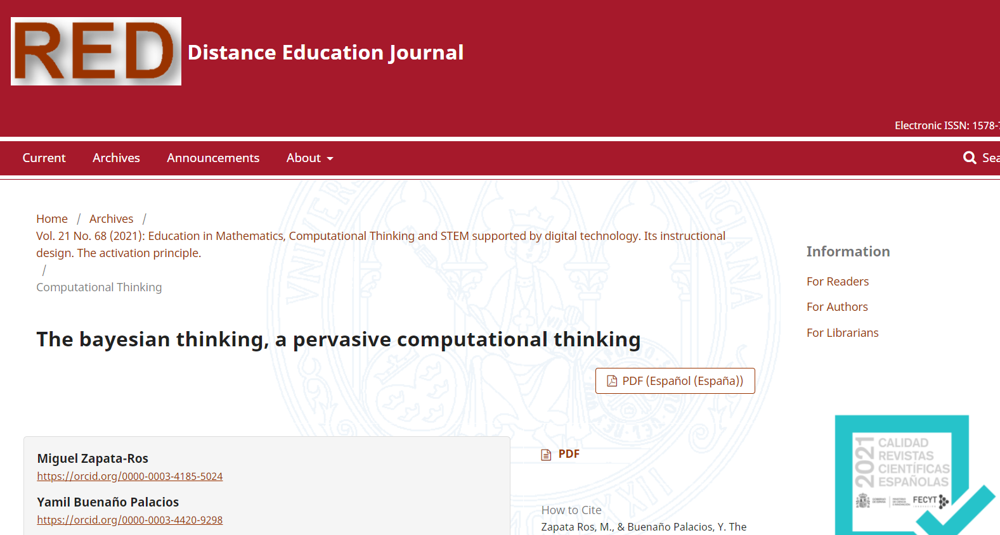 RED
Distance Education Journal
Electronic ISSN: 1578-7
Current Archives Announcements About
Sea
Home / Archives /
Vol. 21 No. 68 (2021): Education in Mathematics, Computational Thinking and STEM supported by digital technology. Its instructional
design. The activation principle.
/
Computational Thinking
The bayesian thinking, a pervasive computational thinking
PDF (Español (España))
Miguel Zapata-Ros
https://orcid.org/0000-0003-4185-5024
Yamil Buenaño Palacios
https://orcid.org/0000-0003-4420-9298
PDF
How to Cite
Zapata Ros, M., & Buenaño Palacios, Y. The
Information
For Readers
For Authors
For Librarians
2021
CALIDAD
REVISTAS
CIENTÍFICAS
ESPAÑOLAS
FECYT